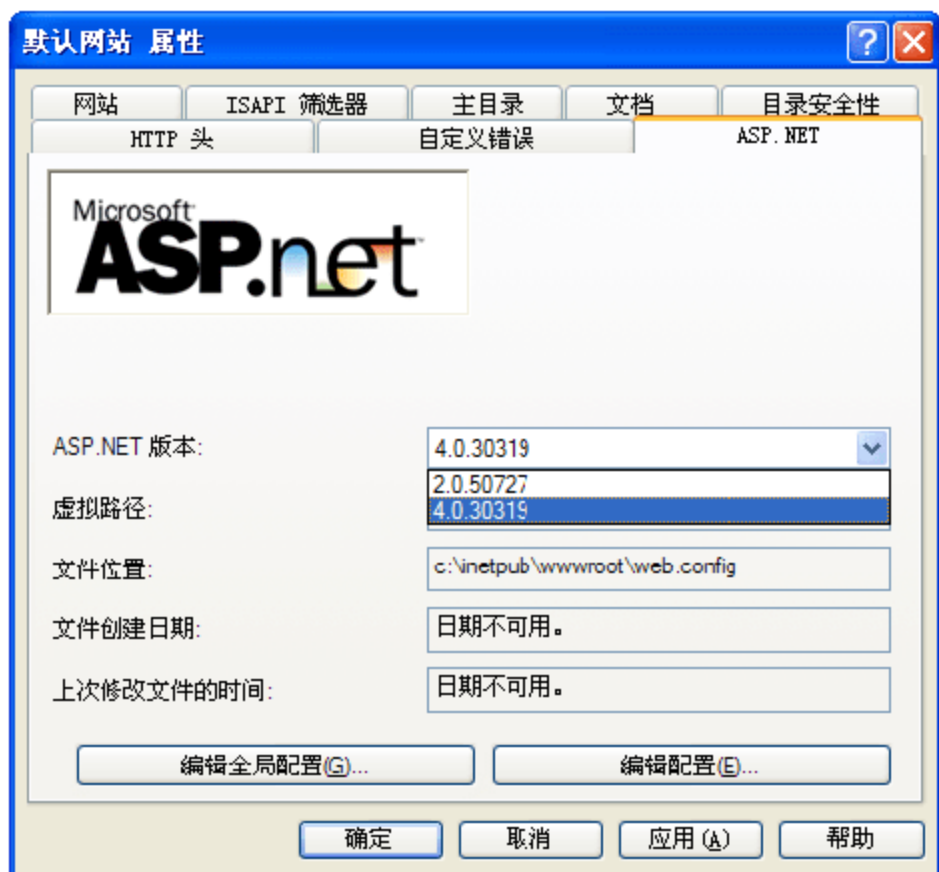 默认网站 属性
网站 ISAPI 筛选器 主目录 文档 目录安全性
HTTP 头 自定义错误 ASP.NET
Microsoft
ASP.net
ASP.NET 版本: 4.0.30319
2.0.50727
虚拟路径: 4.0.30319
文件位置: c:\inetpub\wwwroot\web.config
文件创建日期: 日期不可用。
上次修改文件的时间: 日期不可用。
编辑全局配置(G)... 编辑配置(E)...
确定 取消 应用(A) 帮助